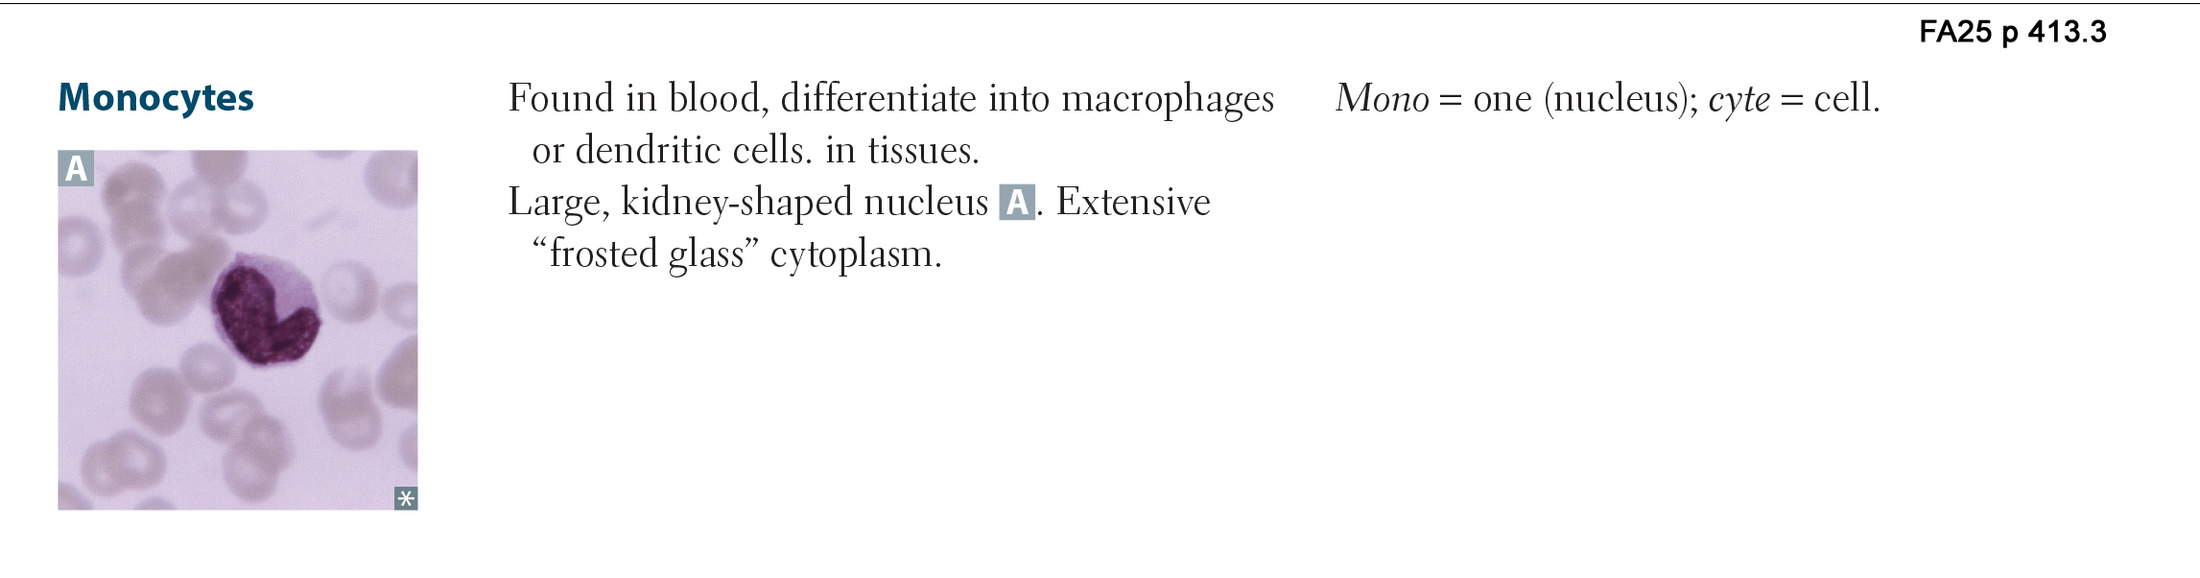 FA25 p 413.3
Monocytes
A
*
Found in blood, differentiate into macrophages
or dendritic cells. in tissues.
Large, kidney-shaped nucleus A. Extensive
“frosted glass” cytoplasm.
Mono = one (nucleus); cyte = cell.